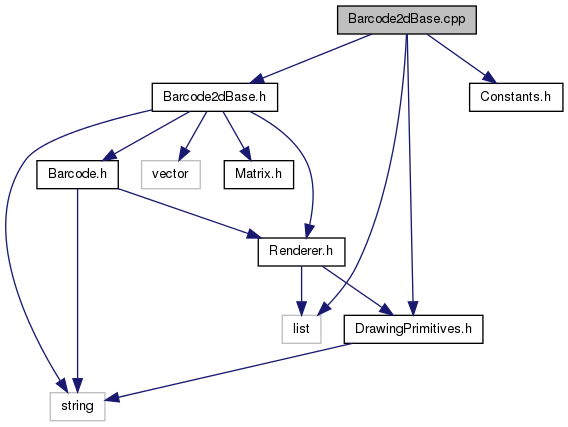 Barcode2dBase.cpp
Barcode2dBase.h
Constants.h
Barcode.h
vector
Matrix.h
Renderer.h
list
DrawingPrimitives.h
string